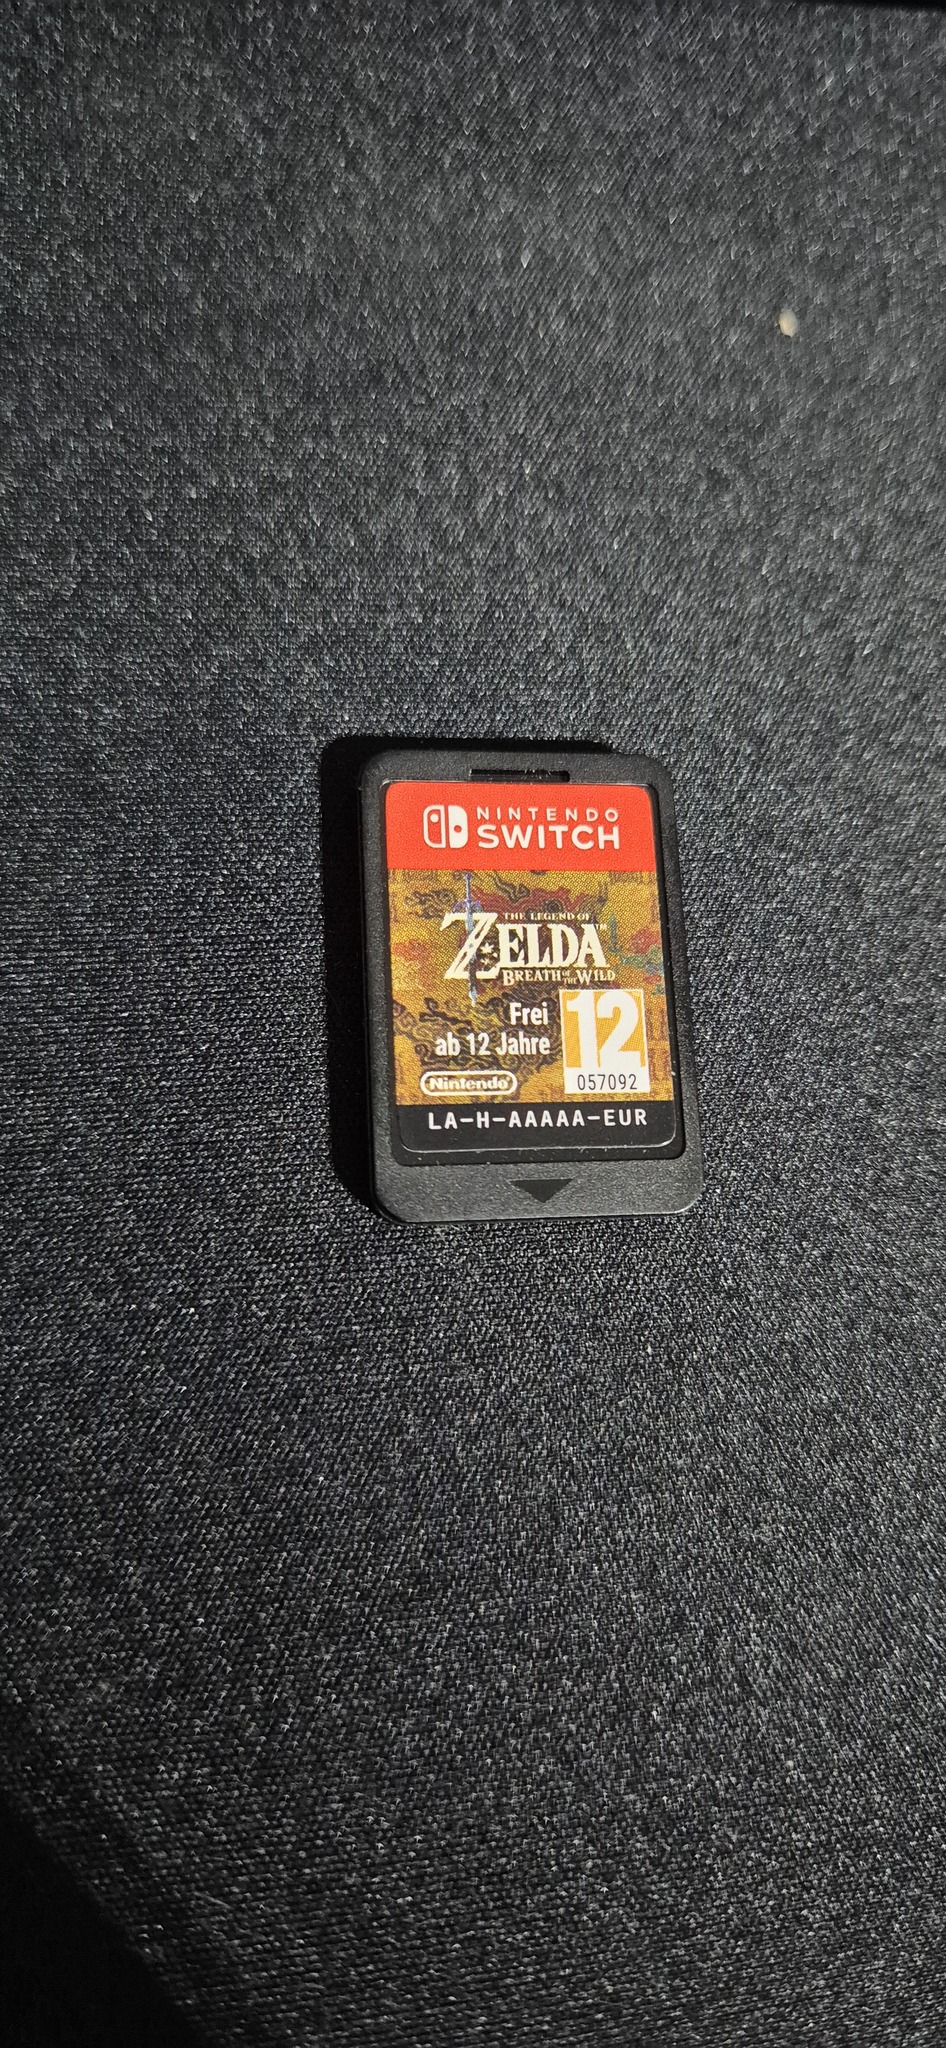 NINTENDO
SWITCH
THE LEGEND OF
ZELDA™
BREATH OF THE WILD
Frei
ab 12 Jahre
12
Nintendo
057092
LA-H-AAAAA-EUR